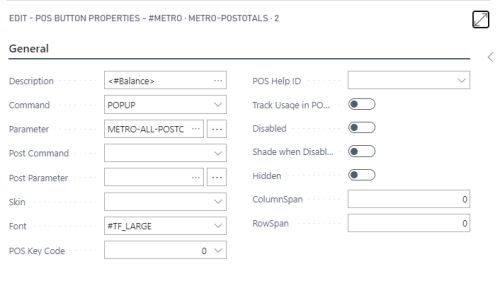 EDIT - POS BUTTON PROPERTIES - #METRO · METRO-POSTOTALS · 2
General
Description <#Balance> ...
Command POPUP
Parameter METRO-ALL-POSTC ... ...
Post Command
Post Parameter ... ...
Skin
Font #TF_LARGE
POS Key Code 0
POS Help ID
Track Usage in PO...
Disabled
Shade when Disabl...
Hidden
ColumnSpan 0
RowSpan 0